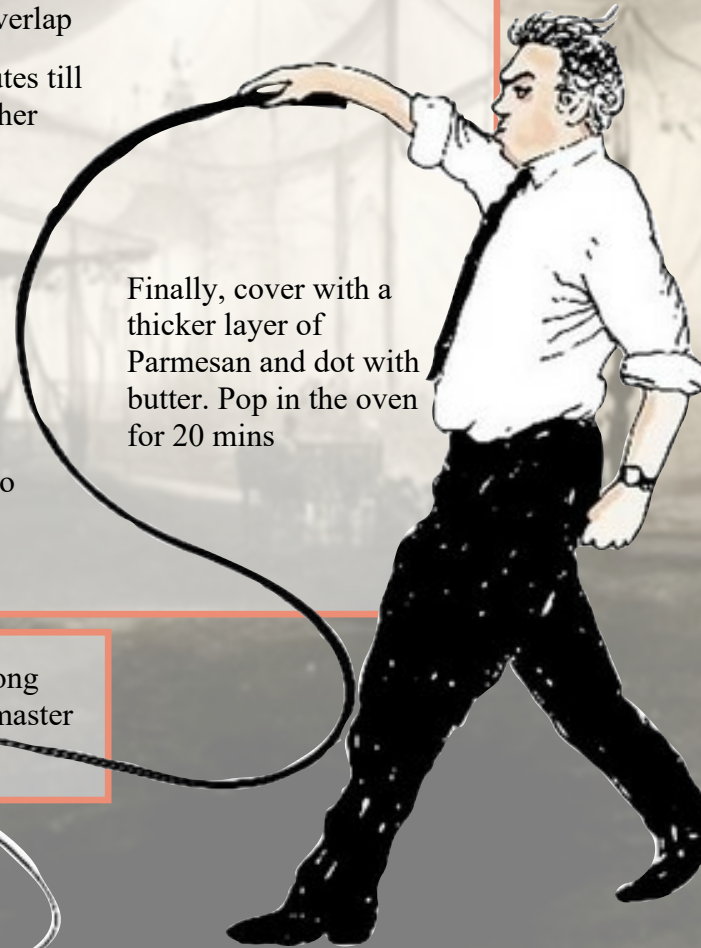 verlap
utes till
her
Finally, cover with a
thicker layer of
Parmesan and dot with
butter. Pop in the oven
for 20 mins
o
ong
master